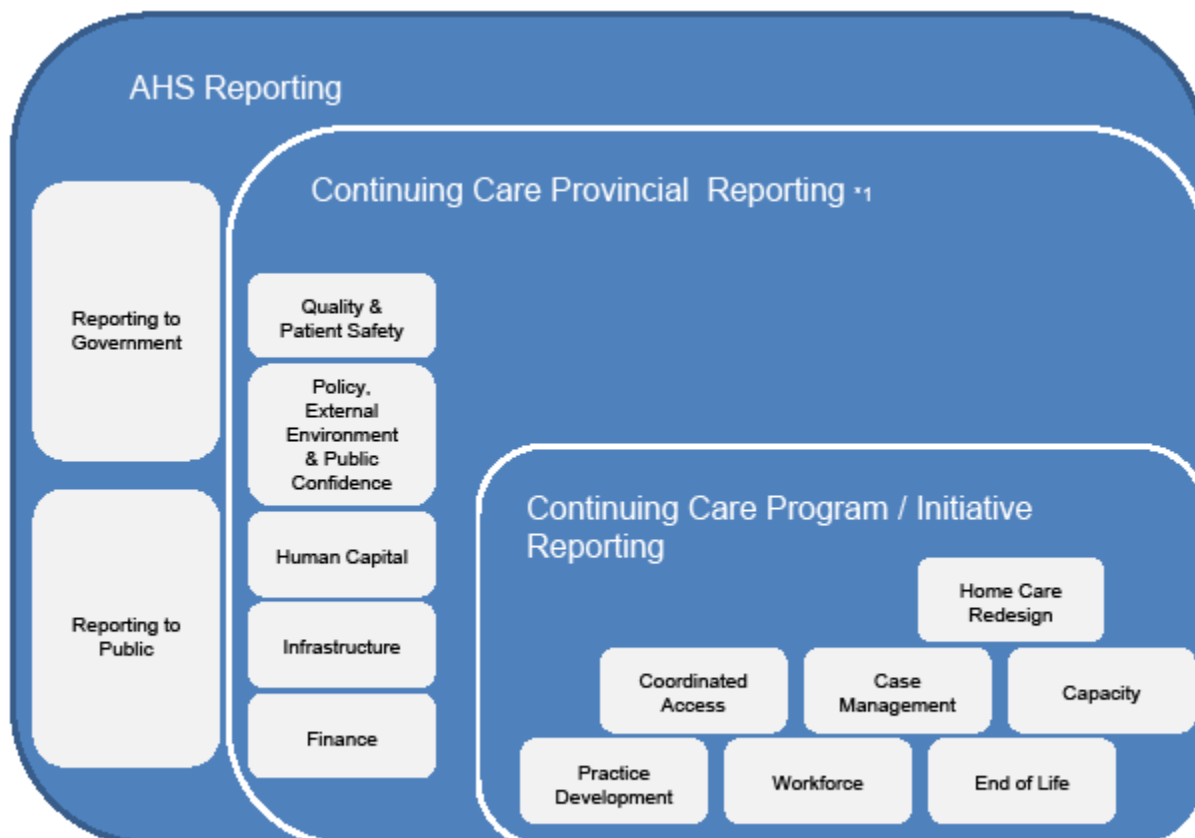 AHS Reporting
Continuing Care Provincial Reporting *1
Reporting to
Government
Reporting to
Public
Quality &
Patient Safety
Policy,
External
Environment
& Public
Confidence
Human Capital
Infrastructure
Finance
Continuing Care Program / Initiative
Reporting
Home Care
Redesign
Coordinated
Access
Case
Management
Capacity
Practice
Development
Workforce
End of Life